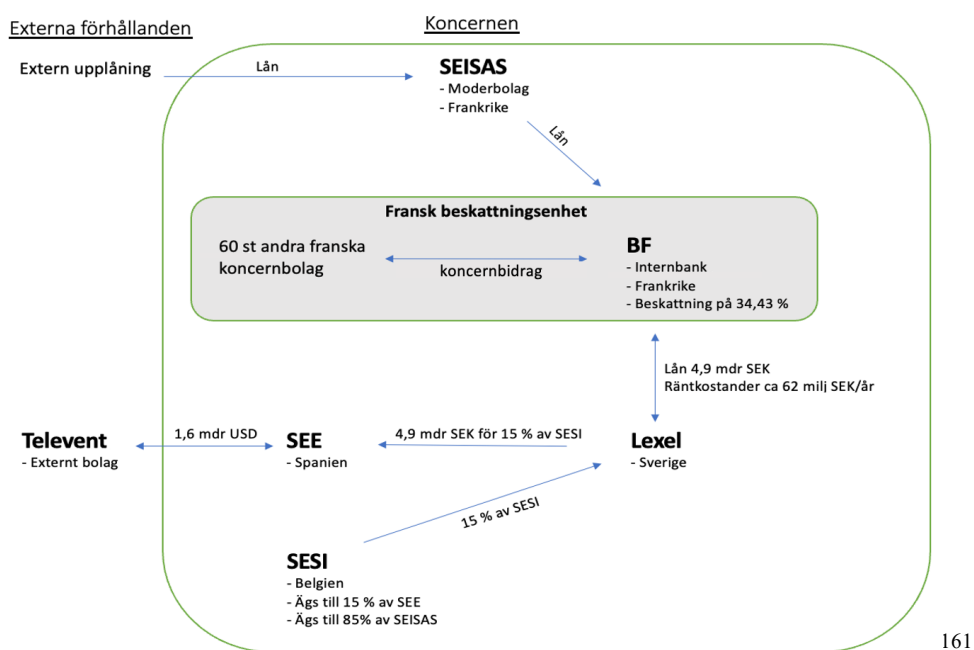 Externa förhållanden
Koncernen
Extern upplåning
Lån
SEISAS
- Moderbolag
- Frankrike
Lån
Fransk beskattningsenhet
60 st andra franska
koncernbolag
koncernbidrag
BF
- Internbank
- Frankrike
- Beskattning på 34,43 %
Lån 4,9 mdr SEK
Räntkostander ca 62 milj SEK/år
Televent
- Externt bolag
1,6 mdr USD
SEE
- Spanien
4,9 mdr SEK för 15 % av SESI
Lexel
- Sverige
15 % av SESI
SESI
- Belgien
- Ägs till 15 % av SEE
- Ägs till 85% av SEISAS
161